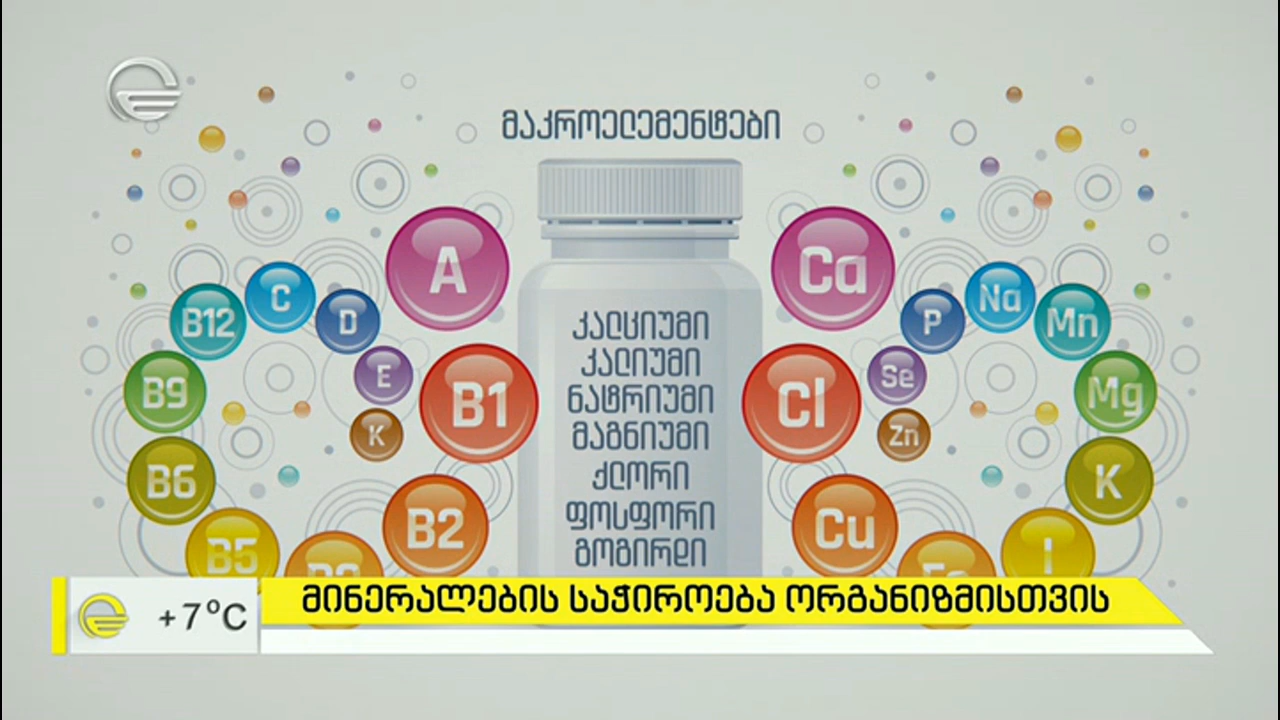 მაკროელემენტები
A
Ca
C
Na
B12
D
P
Mn
E
Se
B9
Mg
B1
Cl
K
Zn
კალციუმი
კალიუმი
ნატრიუმი
მაგნიუმი
ქლორი
ფოსფორი
გოგირდი
B6
K
B2
Cu
B5
I
მინერალების საჭიროება ორგანიზმისთვის
+7°C